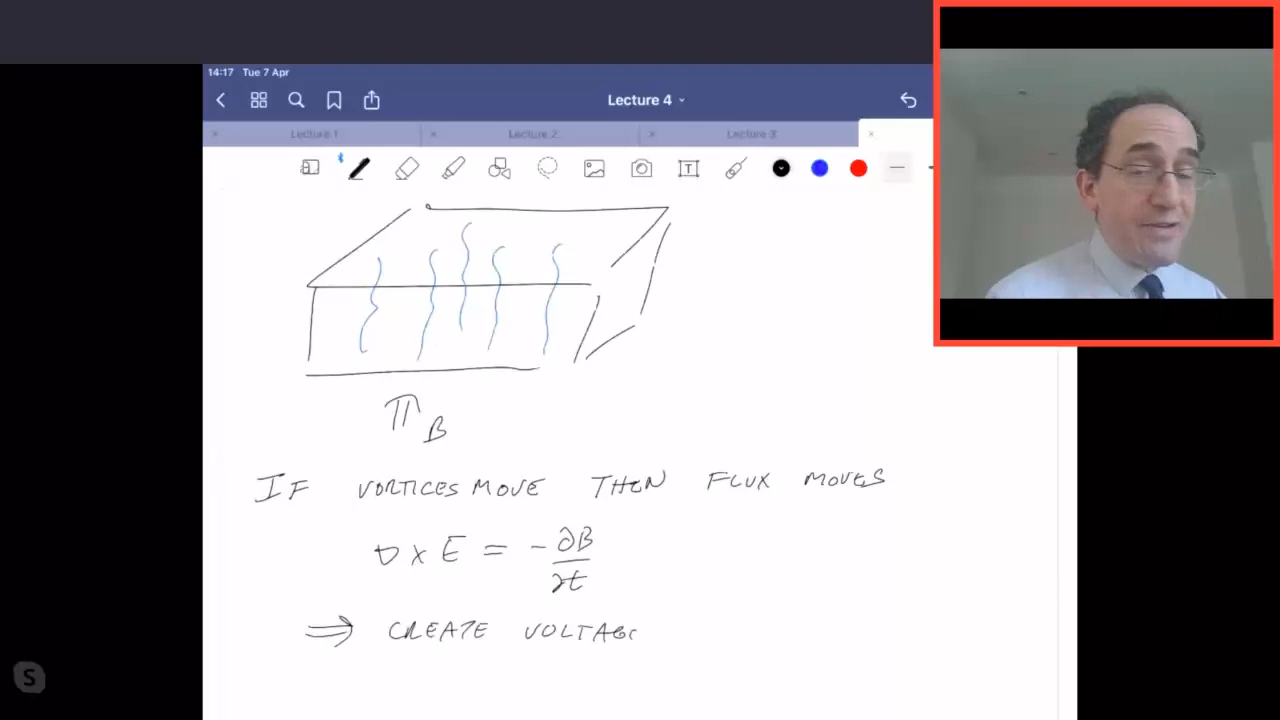 14:17 Tue 7 Apr
Lecture 4
Lecture 1
Lecture 2
Lecture 3
T
B
IF VORTICES MOVE THEN FLUX MOVES
∇ × E = - ∂B/∂t
⇒ CREATE VOLTAG
S